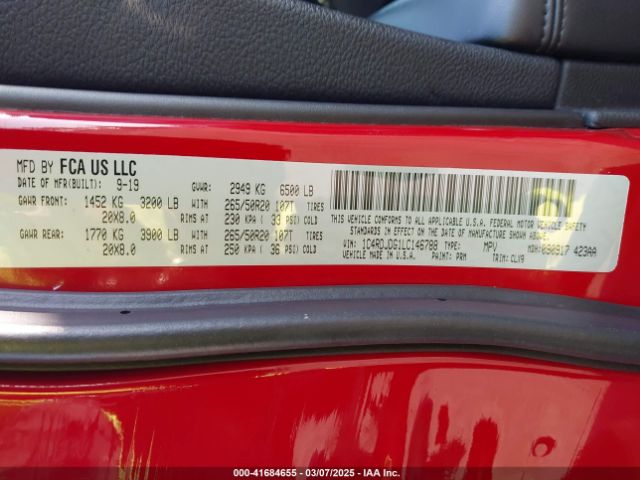 MFD BY FCA US LLC
DATE OF MFR(BUILT): 9-19 GVWR: 2949 KG 6500 LB
GAWR FRONT: 1452 KG 3200 LB WITH 265/50R20 107T TIRES
20X8.0 RIMS AT 230 KPA ( 33 PSI) COLD
GAWR REAR: 1770 KG 3900 LB WITH 265/50R20 107T TIRES
20X8.0 RIMS AT 250 KPA ( 36 PSI) COLD
THIS VEHICLE CONFORMS TO ALL APPLICABLE U.S.A. FEDERAL MOTOR VEHICLE SAFETY
STANDARDS IN EFFECT ON THE DATE OF MANUFACTURE SHOWN ABOVE.
VIN: 1C4RDJDG1LC146788 TYPE: MPV MDH: 423AA
VEHICLE MADE IN U.S.A. PAINT: PRM TRIM: CLV9
000-41684655 - 03/07/2025 - IAAROC